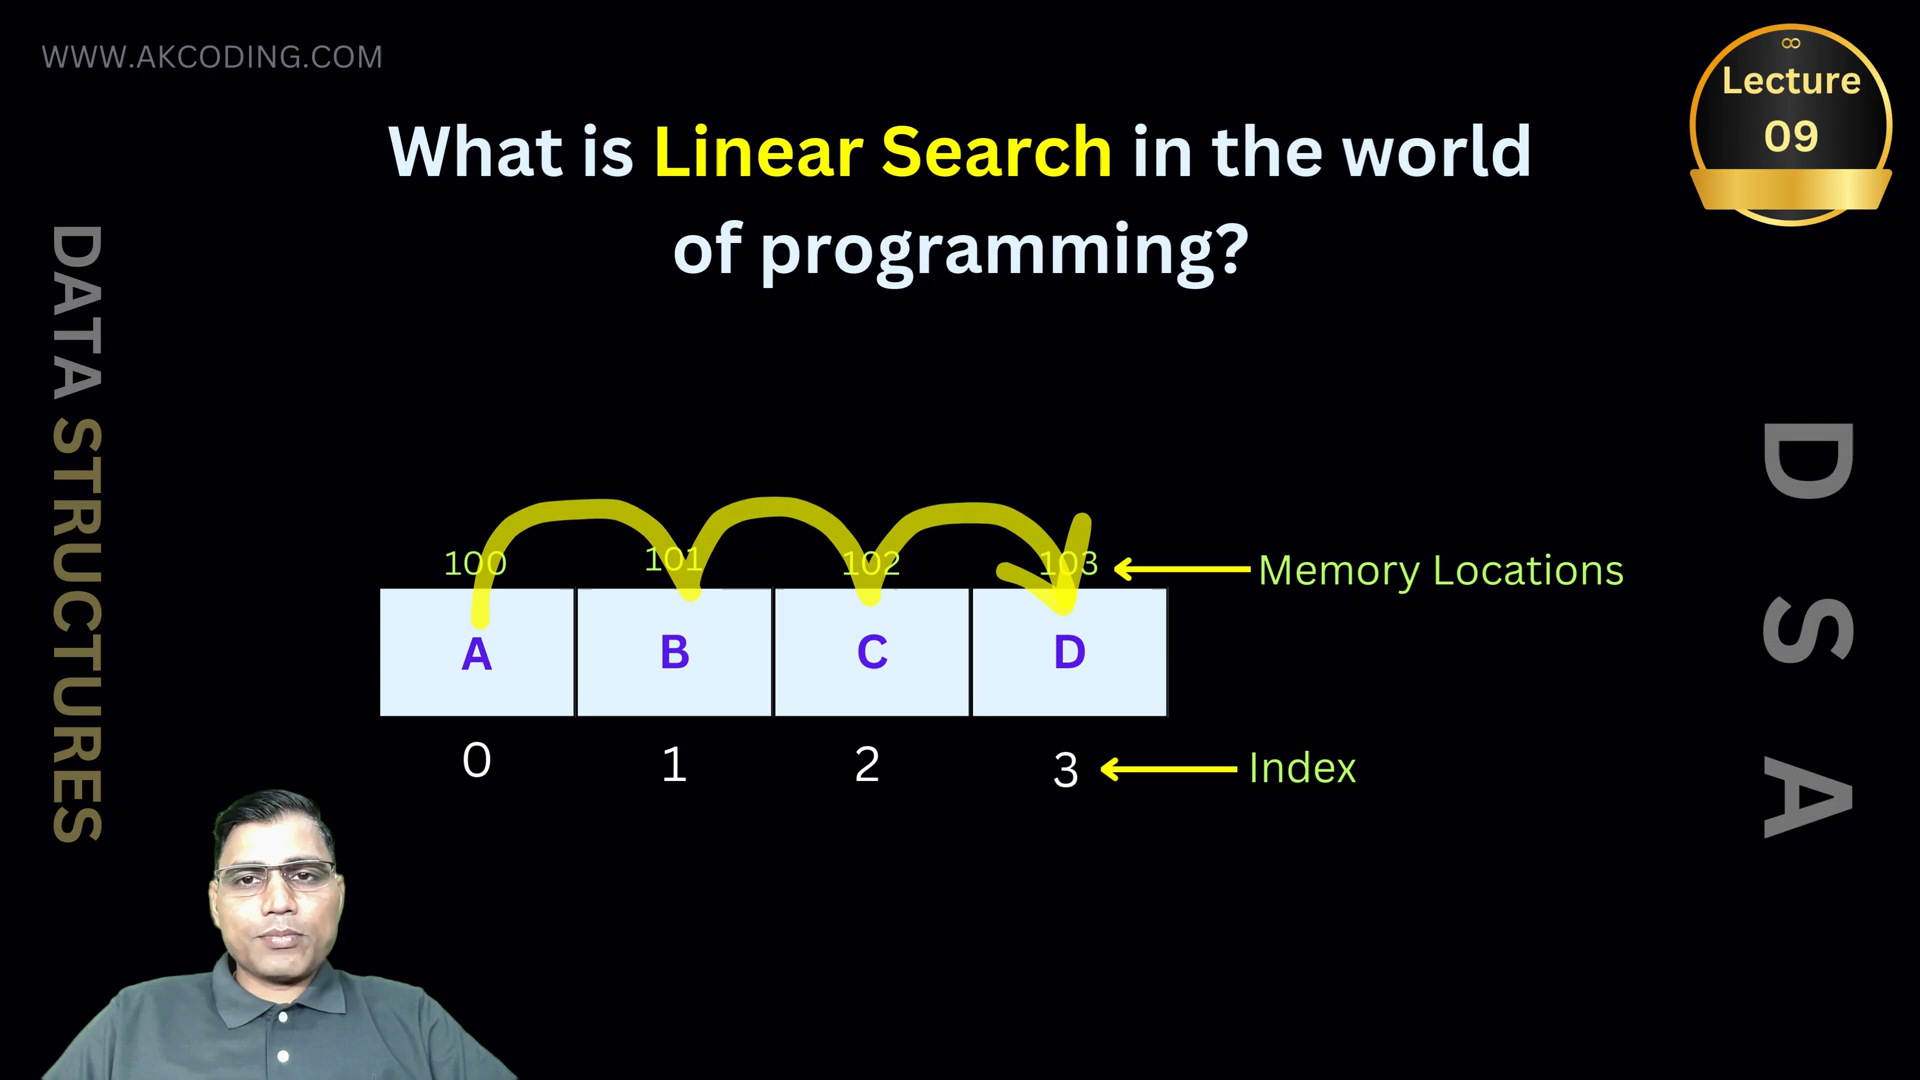 WWW.AKCODING.COM
∞
Lecture
09
What is Linear Search in the world
of programming?
DATA STRUCTURES
D S A
100 101 102 103 Memory Locations
A B C D
0 1 2 3 Index